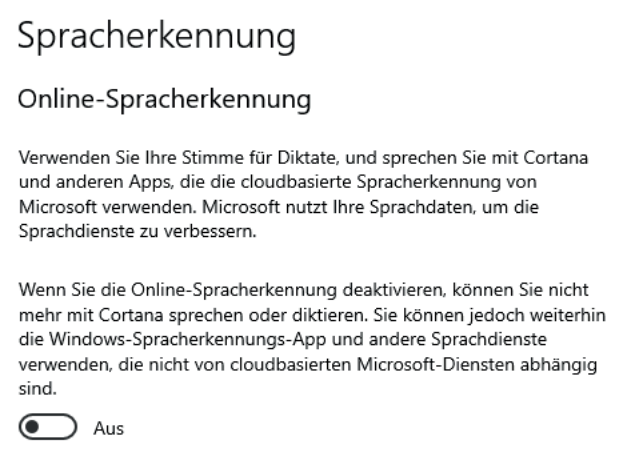 Spracherkennung
Online-Spracherkennung
Verwenden Sie Ihre Stimme für Diktate, und sprechen Sie mit Cortana
und anderen Apps, die die cloudbasierte Spracherkennung von
Microsoft verwenden. Microsoft nutzt Ihre Sprachdaten, um die
Sprachdienste zu verbessern.
Wenn Sie die Online-Spracherkennung deaktivieren, können Sie nicht
mehr mit Cortana sprechen oder diktieren. Sie können jedoch weiterhin
die Windows-Spracherkennungs-App und andere Sprachdienste
verwenden, die nicht von cloudbasierten Microsoft-Diensten abhängig
sind.
Aus